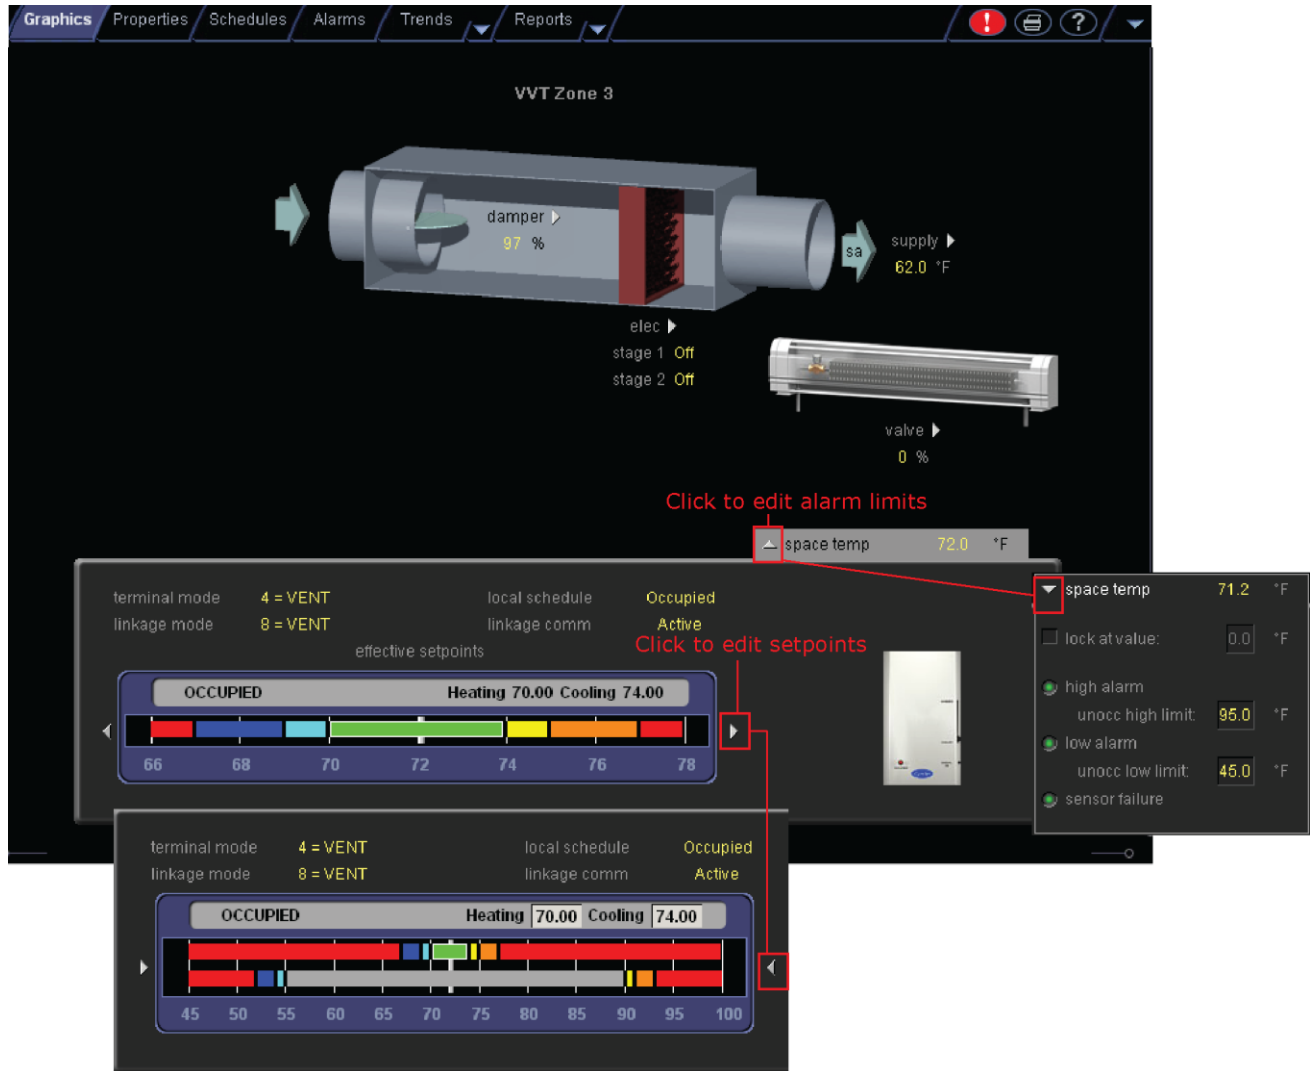 Graphics Properties Schedules Alarms Trends Reports ! ?
VVT Zone 3
damper
97 %
sa
supply
62.0 °F
elec
stage 1 Off
stage 2 Off
valve
0 %
Click to edit alarm limits
space temp 72.0 °F
terminal mode 4 = VENT local schedule Occupied
linkage mode 8 = VENT linkage comm Active
effective setpoints
Click to edit setpoints
OCCUPIED Heating 70.00 Cooling 74.00
66 68 70 72 74 76 78
space temp 71.2 °F
lock at value: 0.0 °F
high alarm
unocc high limit: 95.0 °F
low alarm
unocc low limit: 45.0 °F
sensor failure
terminal mode 4 = VENT local schedule Occupied
linkage mode 8 = VENT linkage comm Active
OCCUPIED Heating 70.00 Cooling 74.00
45 50 55 60 65 70 75 80 85 90 95 100